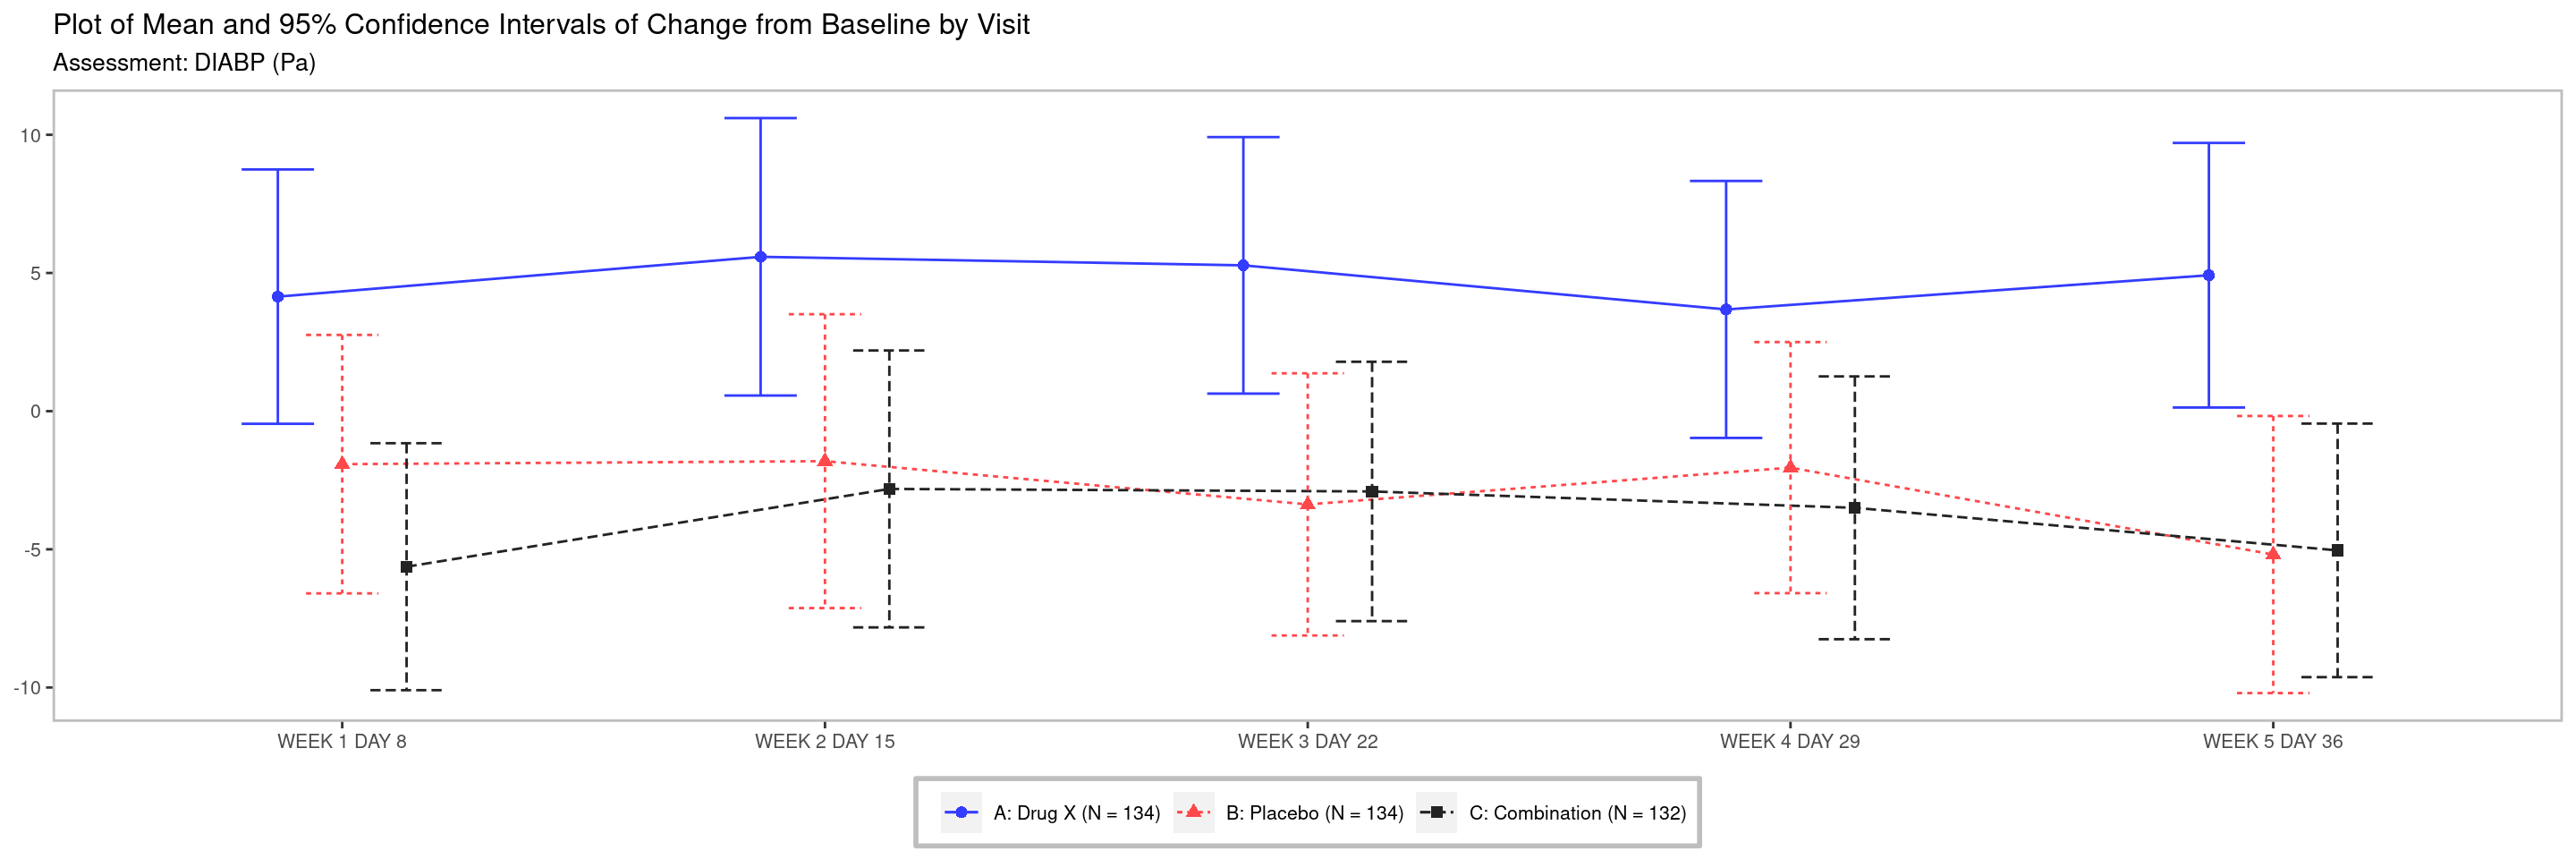 Plot of Mean and 95% Confidence Intervals of Change from Baseline by Visit
Assessment: DIABP (Pa)
10
5
0
-5
-10
WEEK 1 DAY 8
WEEK 2 DAY 15
WEEK 3 DAY 22
WEEK 4 DAY 29
WEEK 5 DAY 36
A: Drug X (N = 134)
B: Placebo (N = 134)
C: Combination (N = 132)